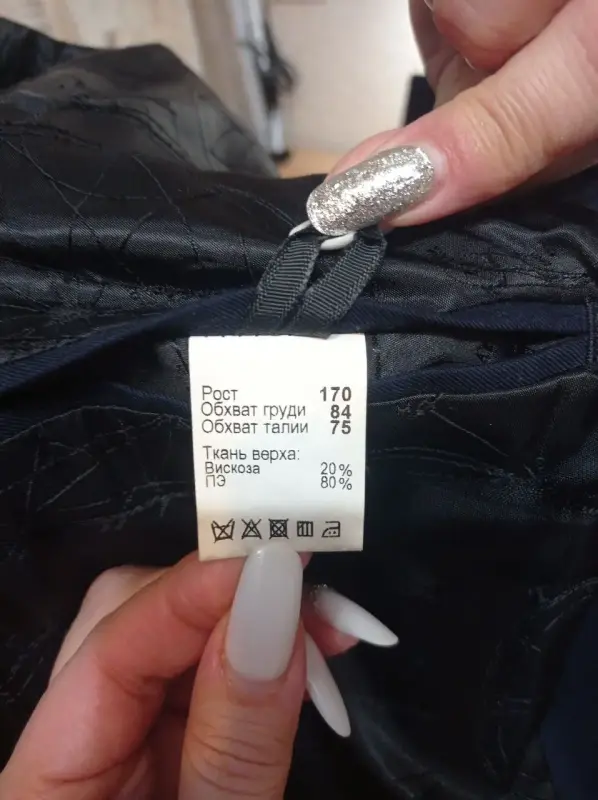 Рост 170
Обхват груди 84
Обхват талии 75
Ткань верха:
Вискоза 20%
ПЭ 80%